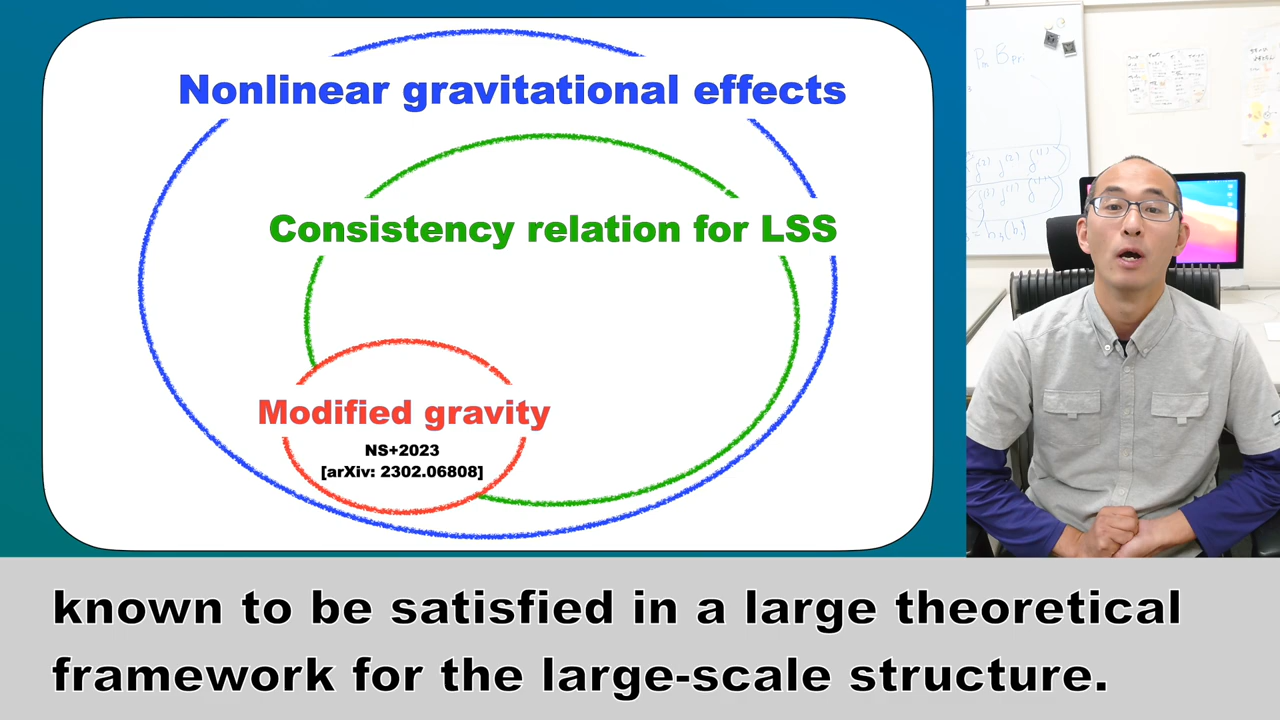 Nonlinear gravitational effects
Consistency relation for LSS
Modified gravity
NS+2023
[arXiv: 2302.06808]
known to be satisfied in a large theoretical
framework for the large-scale structure.